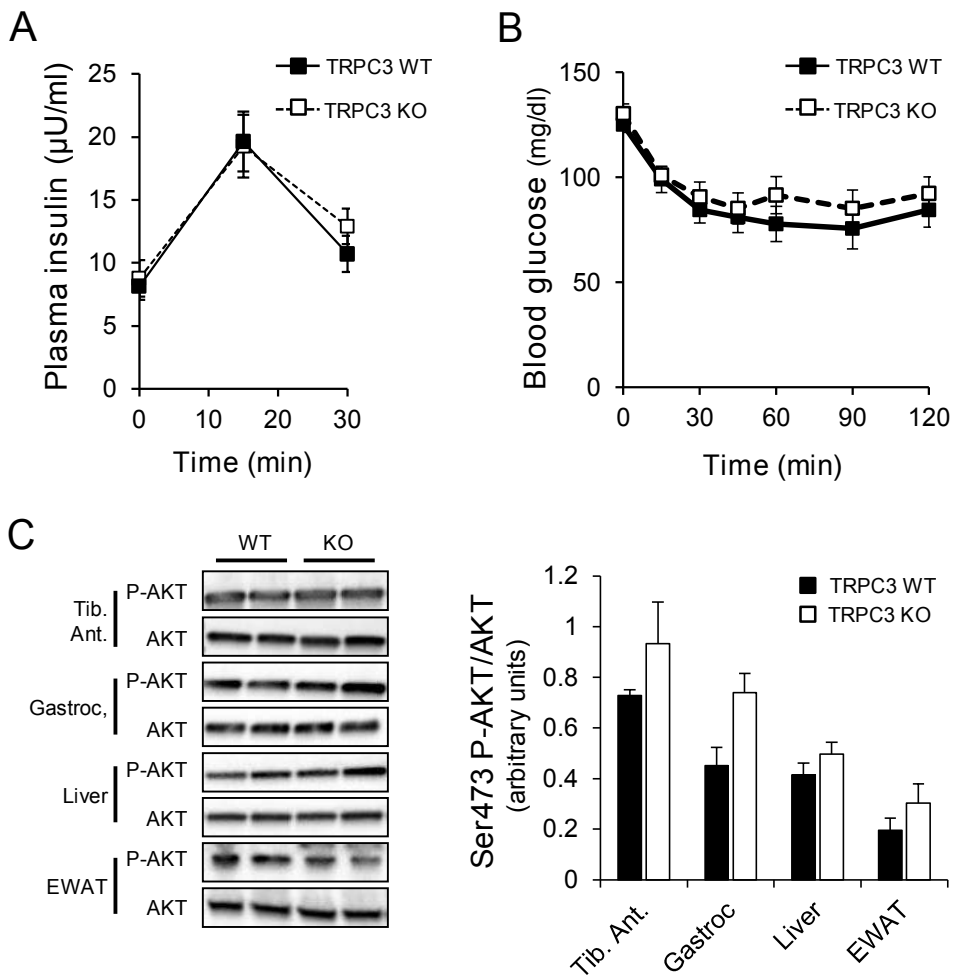 A
Plasma insulin (µU/ml)
25
20
15
10
5
0
0 10 20 30
Time (min)
TRPC3 WT
TRPC3 KO
B
Blood glucose (mg/dl)
150
100
50
0
0 30 60 90 120
Time (min)
TRPC3 WT
TRPC3 KO
C
WT KO
Tib.
Ant.
P-AKT
AKT
Gastroc,
P-AKT
AKT
Liver
P-AKT
AKT
EWAT
P-AKT
AKT
Ser473 P-AKT/AKT
(arbitrary units)
1.2
1
0.8
0.6
0.4
0.2
0
TRPC3 WT
TRPC3 KO
Tib. Ant.
Gastroc
Liver
EWAT